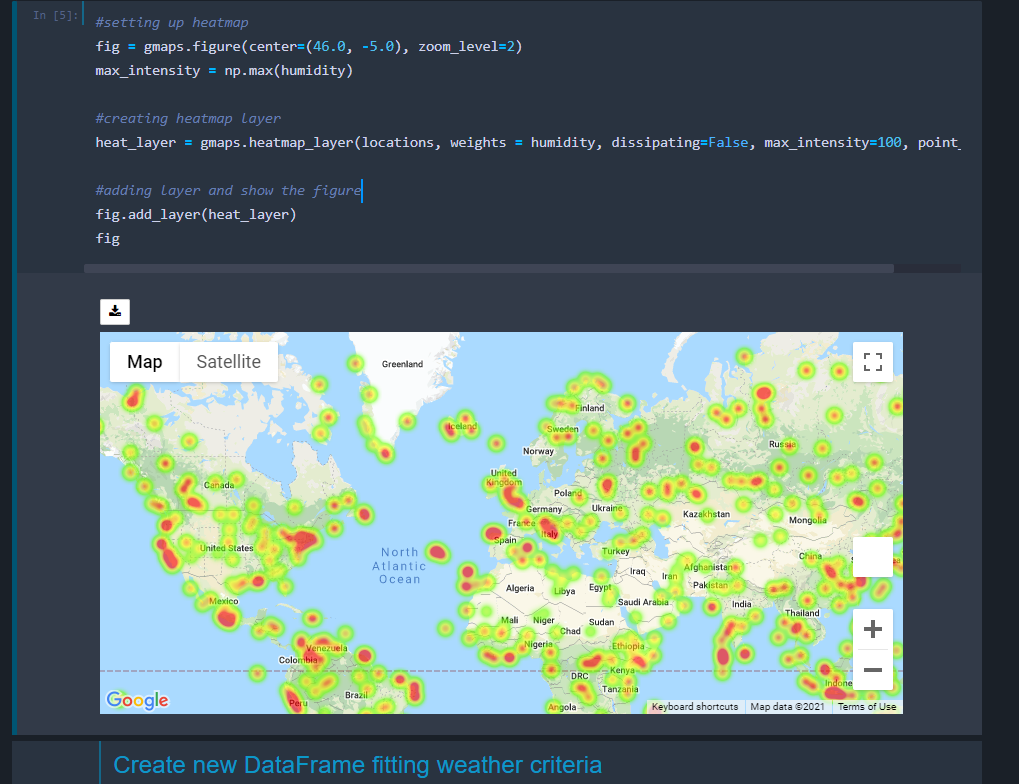 In [5]:
#setting up heatmap
fig = gmaps.figure(center=(46.0, -5.0), zoom_level=2)
max_intensity = np.max(humidity)
#creating heatmap layer
heat_layer = gmaps.heatmap_layer(locations, weights = humidity, dissipating=False, max_intensity=100, point_
#adding layer and show the figure
fig.add_layer(heat_layer)
fig
Map Satellite
Greenland
Finland
Iceland
Sweden
Russia
Norway
United
Kingdom
Canada
Poland
Germany
Ukraine
Kazakhstan
Mongolia
France
Italy
Spain
United States
North
Atlantic
Ocean
Turkey
China
Iraq
Iran
Afghanistan
Pakistan
Algeria
Libya
Egypt
Saudi Arabia
India
Mexico
Thailand
Mali
Niger
Chad
Sudan
Nigeria
Ethiopia
Venezuela
Colombia
DRC
Kenya
Tanzania
Indone
Brazil
Peru
Angola
Google
Keyboard shortcuts
Map data ©2021
Terms of Use
Create new DataFrame fitting weather criteria